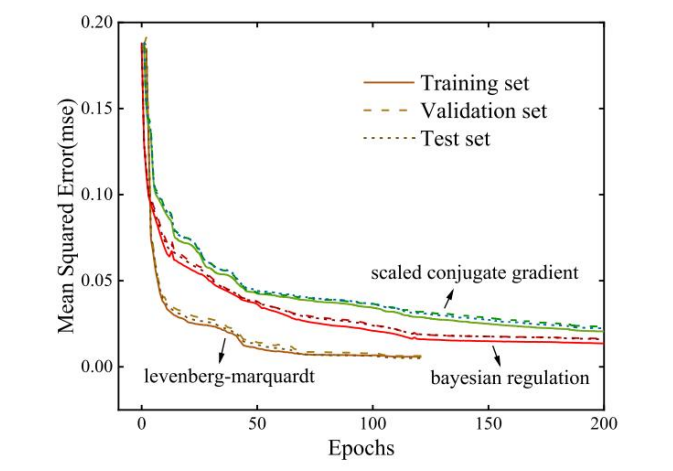 0.20
0.15
0.10
0.05
0.00
Mean Squared Error(mse)
Training set
Validation set
Test set
scaled conjugate gradient
levenberg-marquardt
bayesian regulation
0 50 100 150 200
Epochs